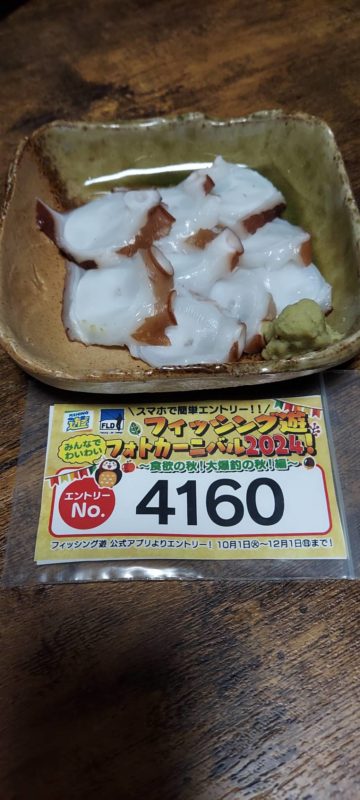 ＼スマホで簡単エントリー!!／
FISHING
遊
FLD
フィッシング遊
みんなで
わいわい
フォトカーニバル2024!
～食欲の秋!大爆釣の秋!編～
エントリー
No.
4160
フィッシング遊 公式アプリよりエントリー! 10月1日㊋～12月1日㊐まで!